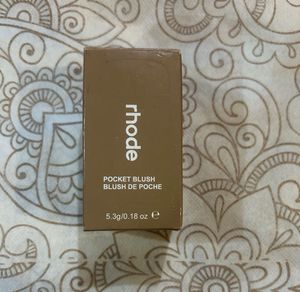 rhode
POCKET BLUSH
BLUSH DE POCHE
5.3g/0.18 oz ℮